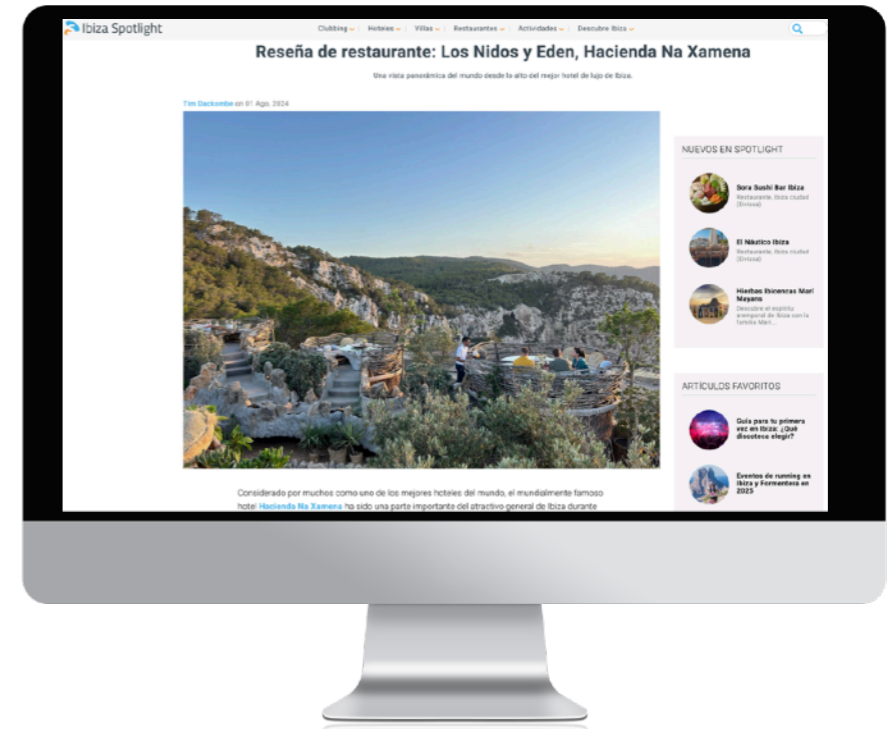 Ibiza Spotlight
Clubbing Hoteles Villas Restaurantes Actividades Descubre Ibiza
Reseña de restaurante: Los Nidos y Eden, Hacienda Na Xamena
Una vista panorámica del mundo desde lo alto del mejor hotel de lujo de Ibiza.
Tim Dackombe on 01 Ago, 2024
NUEVOS EN SPOTLIGHT
Sora Sushi Bar Ibiza
Restaurante, Ibiza ciudad
(Eivissa)
El Náutico Ibiza
Restaurante, Ibiza ciudad
(Eivissa)
Hierbas Ibicencas Marí
Mayans
Descubre el espíritu
atemporal de Ibiza con la
familia Marí...
ARTÍCULOS FAVORITOS
Guía para tu primera
vez en Ibiza: ¿Qué
discoteca elegir?
Eventos de running en
Ibiza y Formentera en
2025
Considerado por muchos como uno de los mejores hoteles del mundo, el mundialmente famoso
hotel Hacienda Na Xamena ha sido una parte importante del atractivo general de Ibiza durante